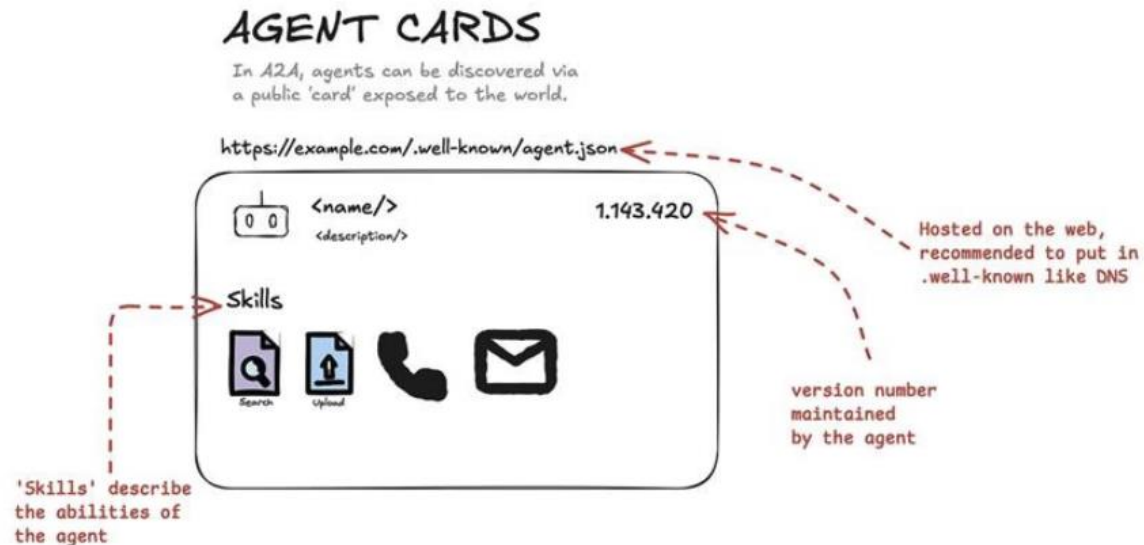 AGENT CARDS
In A2A, agents can be discovered via
a public 'card' exposed to the world.
https://example.com/.well-known/agent.json
<name/>
<description/>
1.143.420
Hosted on the web,
recommended to put in
.well-known like DNS
Skills
Search
Upload
version number
maintained
by the agent
'Skills' describe
the abilities of
the agent